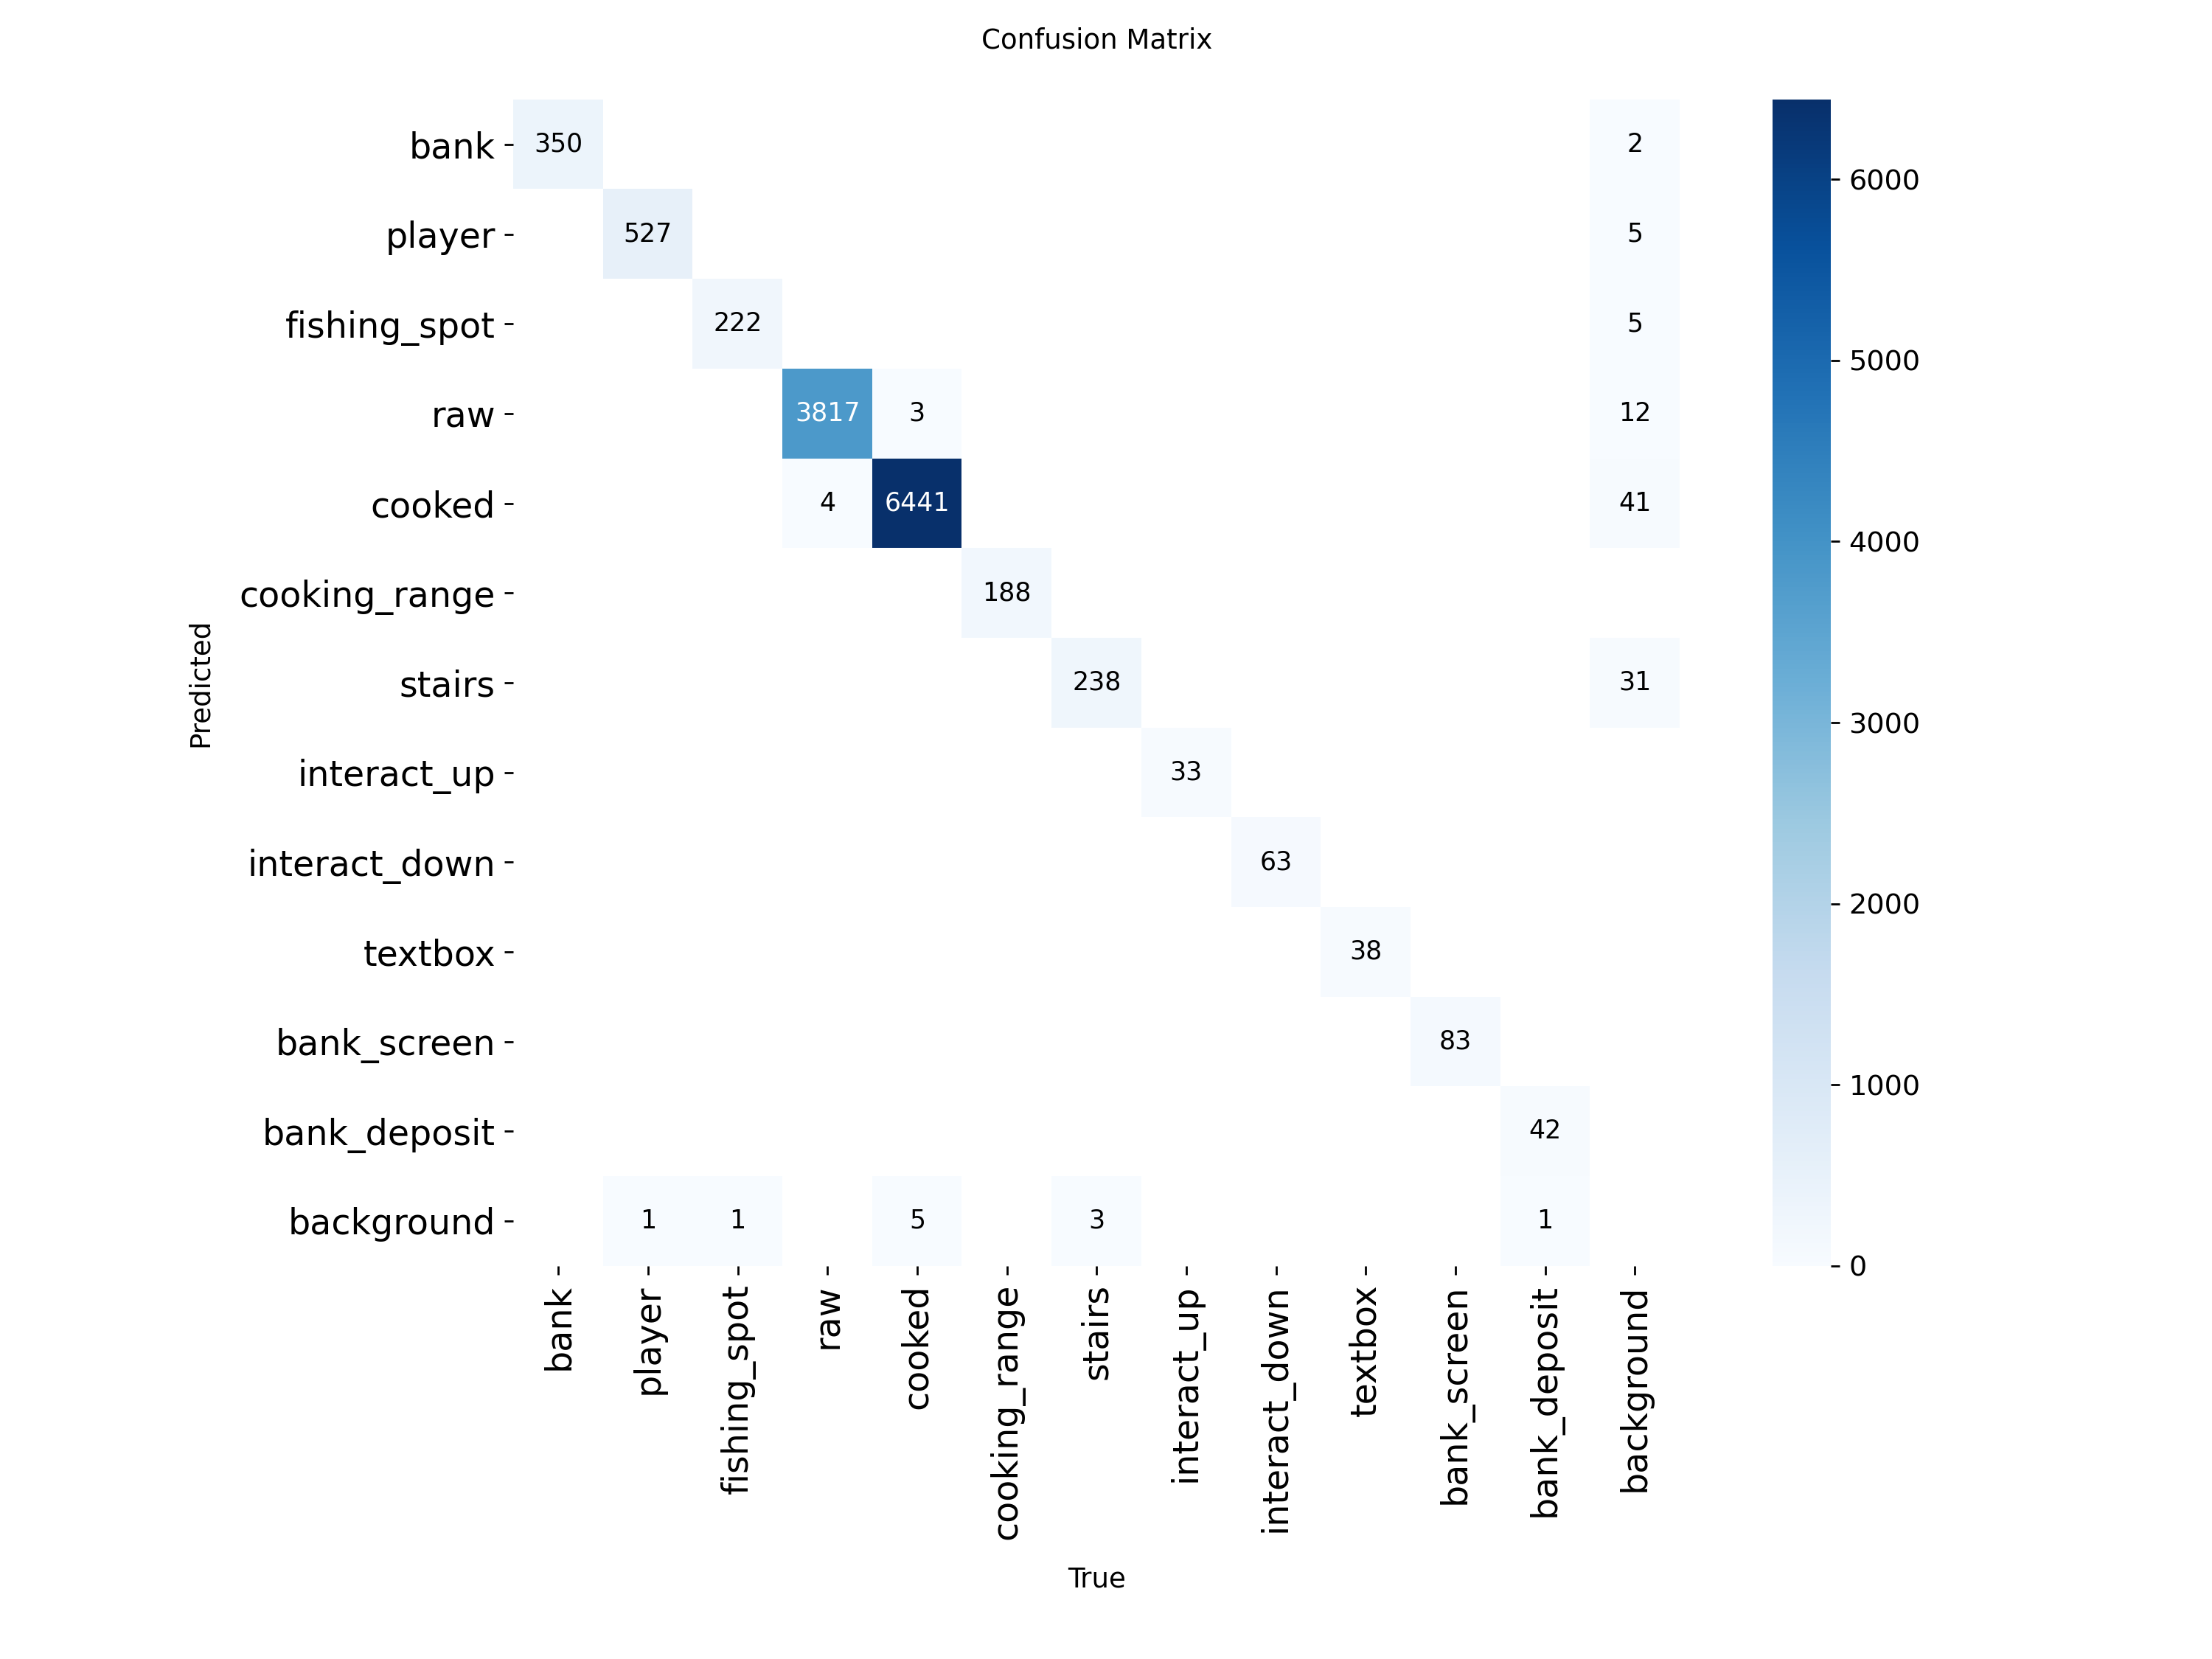 Confusion Matrix
bank 350 2
player 527 5
fishing_spot 222 5
raw 3817 3 12
cooked 4 6441 41
cooking_range 188
stairs 238 31
interact_up 33
interact_down 63
textbox 38
bank_screen 83
bank_deposit 42
background 1 1 5 3 1
Predicted
bank
player
fishing_spot
raw
cooked
cooking_range
stairs
interact_up
interact_down
textbox
bank_screen
bank_deposit
background
True
6000
5000
4000
3000
2000
1000
0